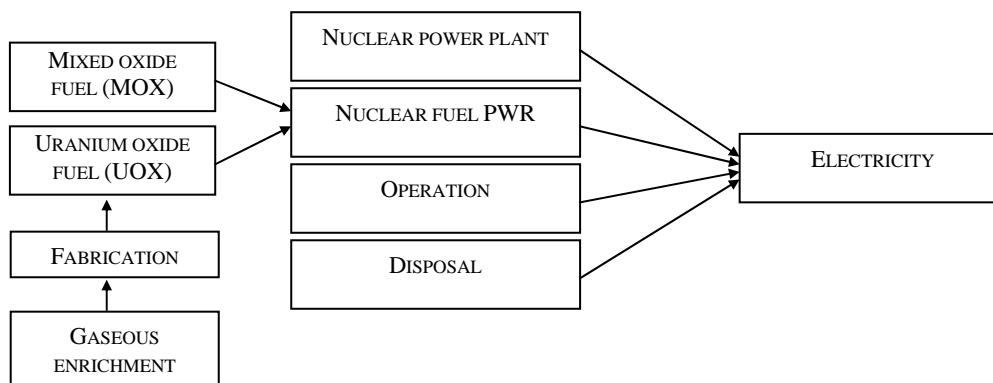 NUCLEAR POWER PLANT
MIXED OXIDE
FUEL (MOX)
NUCLEAR FUEL PWR
URANIUM OXIDE
FUEL (UOX)
ELECTRICITY
OPERATION
FABRICATION
DISPOSAL
GASEOUS
ENRICHMENT